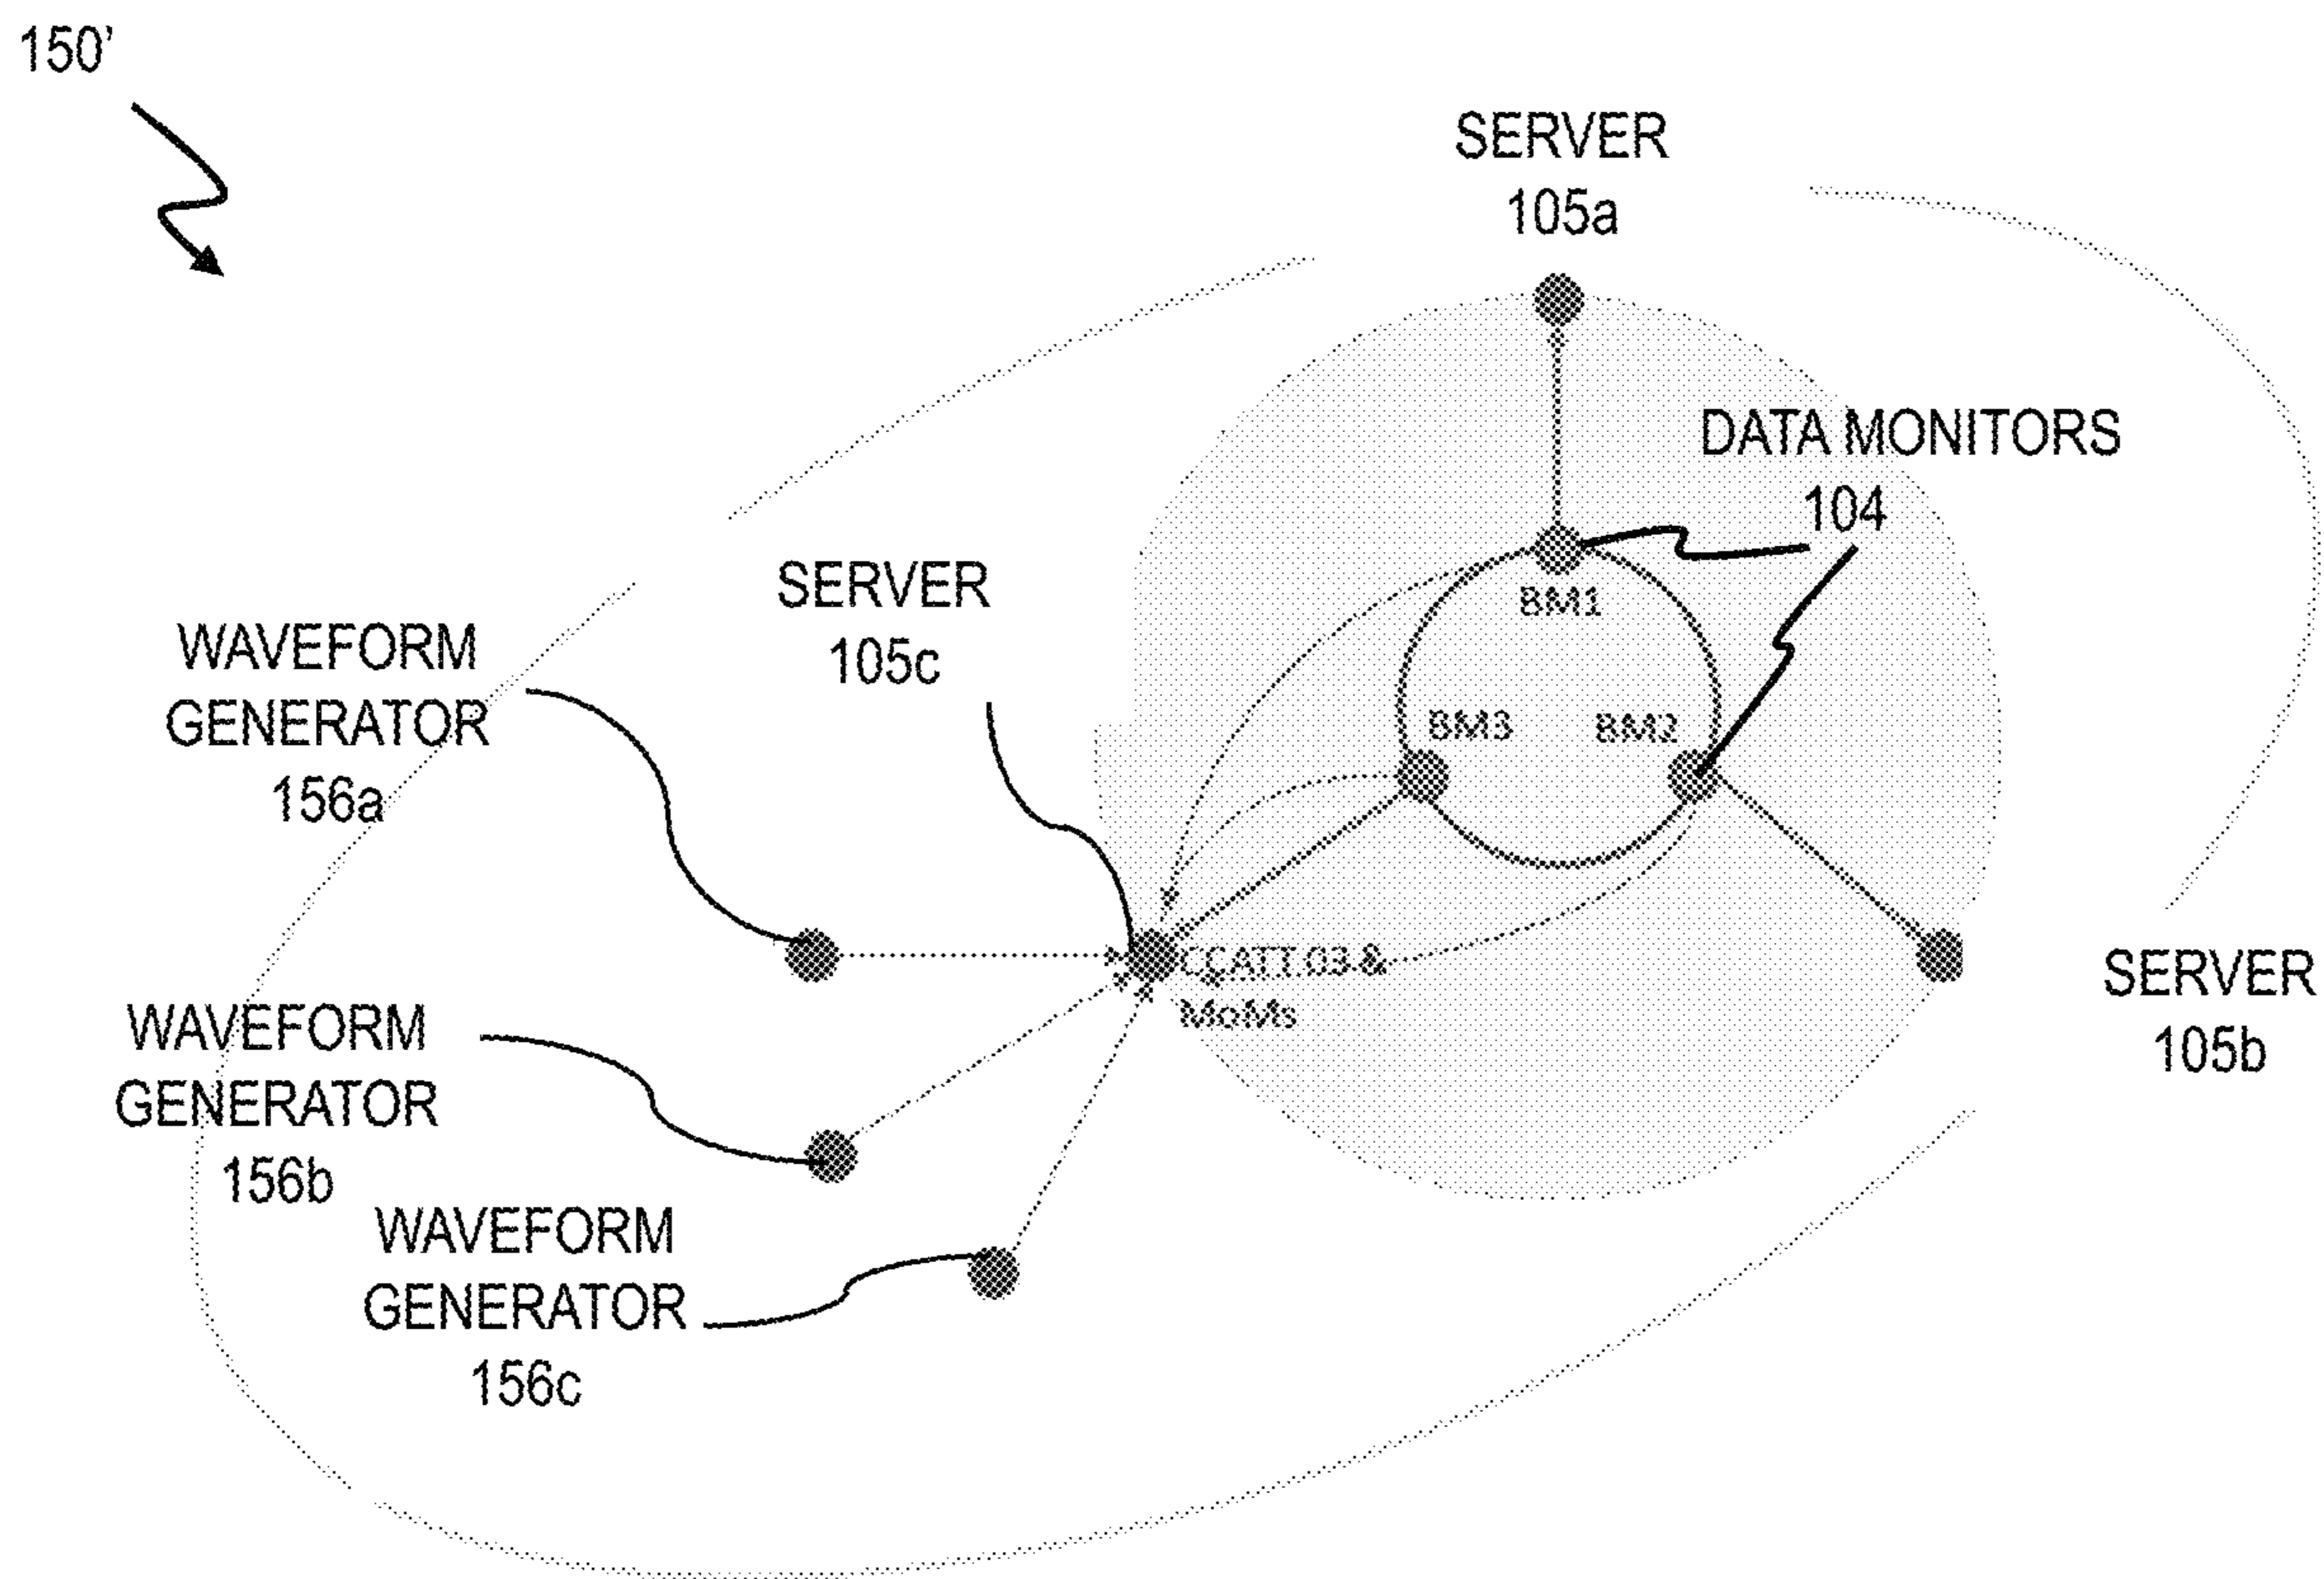 150’
SERVER
105a
DATA MONITORS
104
BM1
SERVER
105c
WAVEFORM
GENERATOR
156a
BM3
BM2
CCATT 03 &
MoMs
SERVER
105b
WAVEFORM
GENERATOR
156b
WAVEFORM
GENERATOR
156c